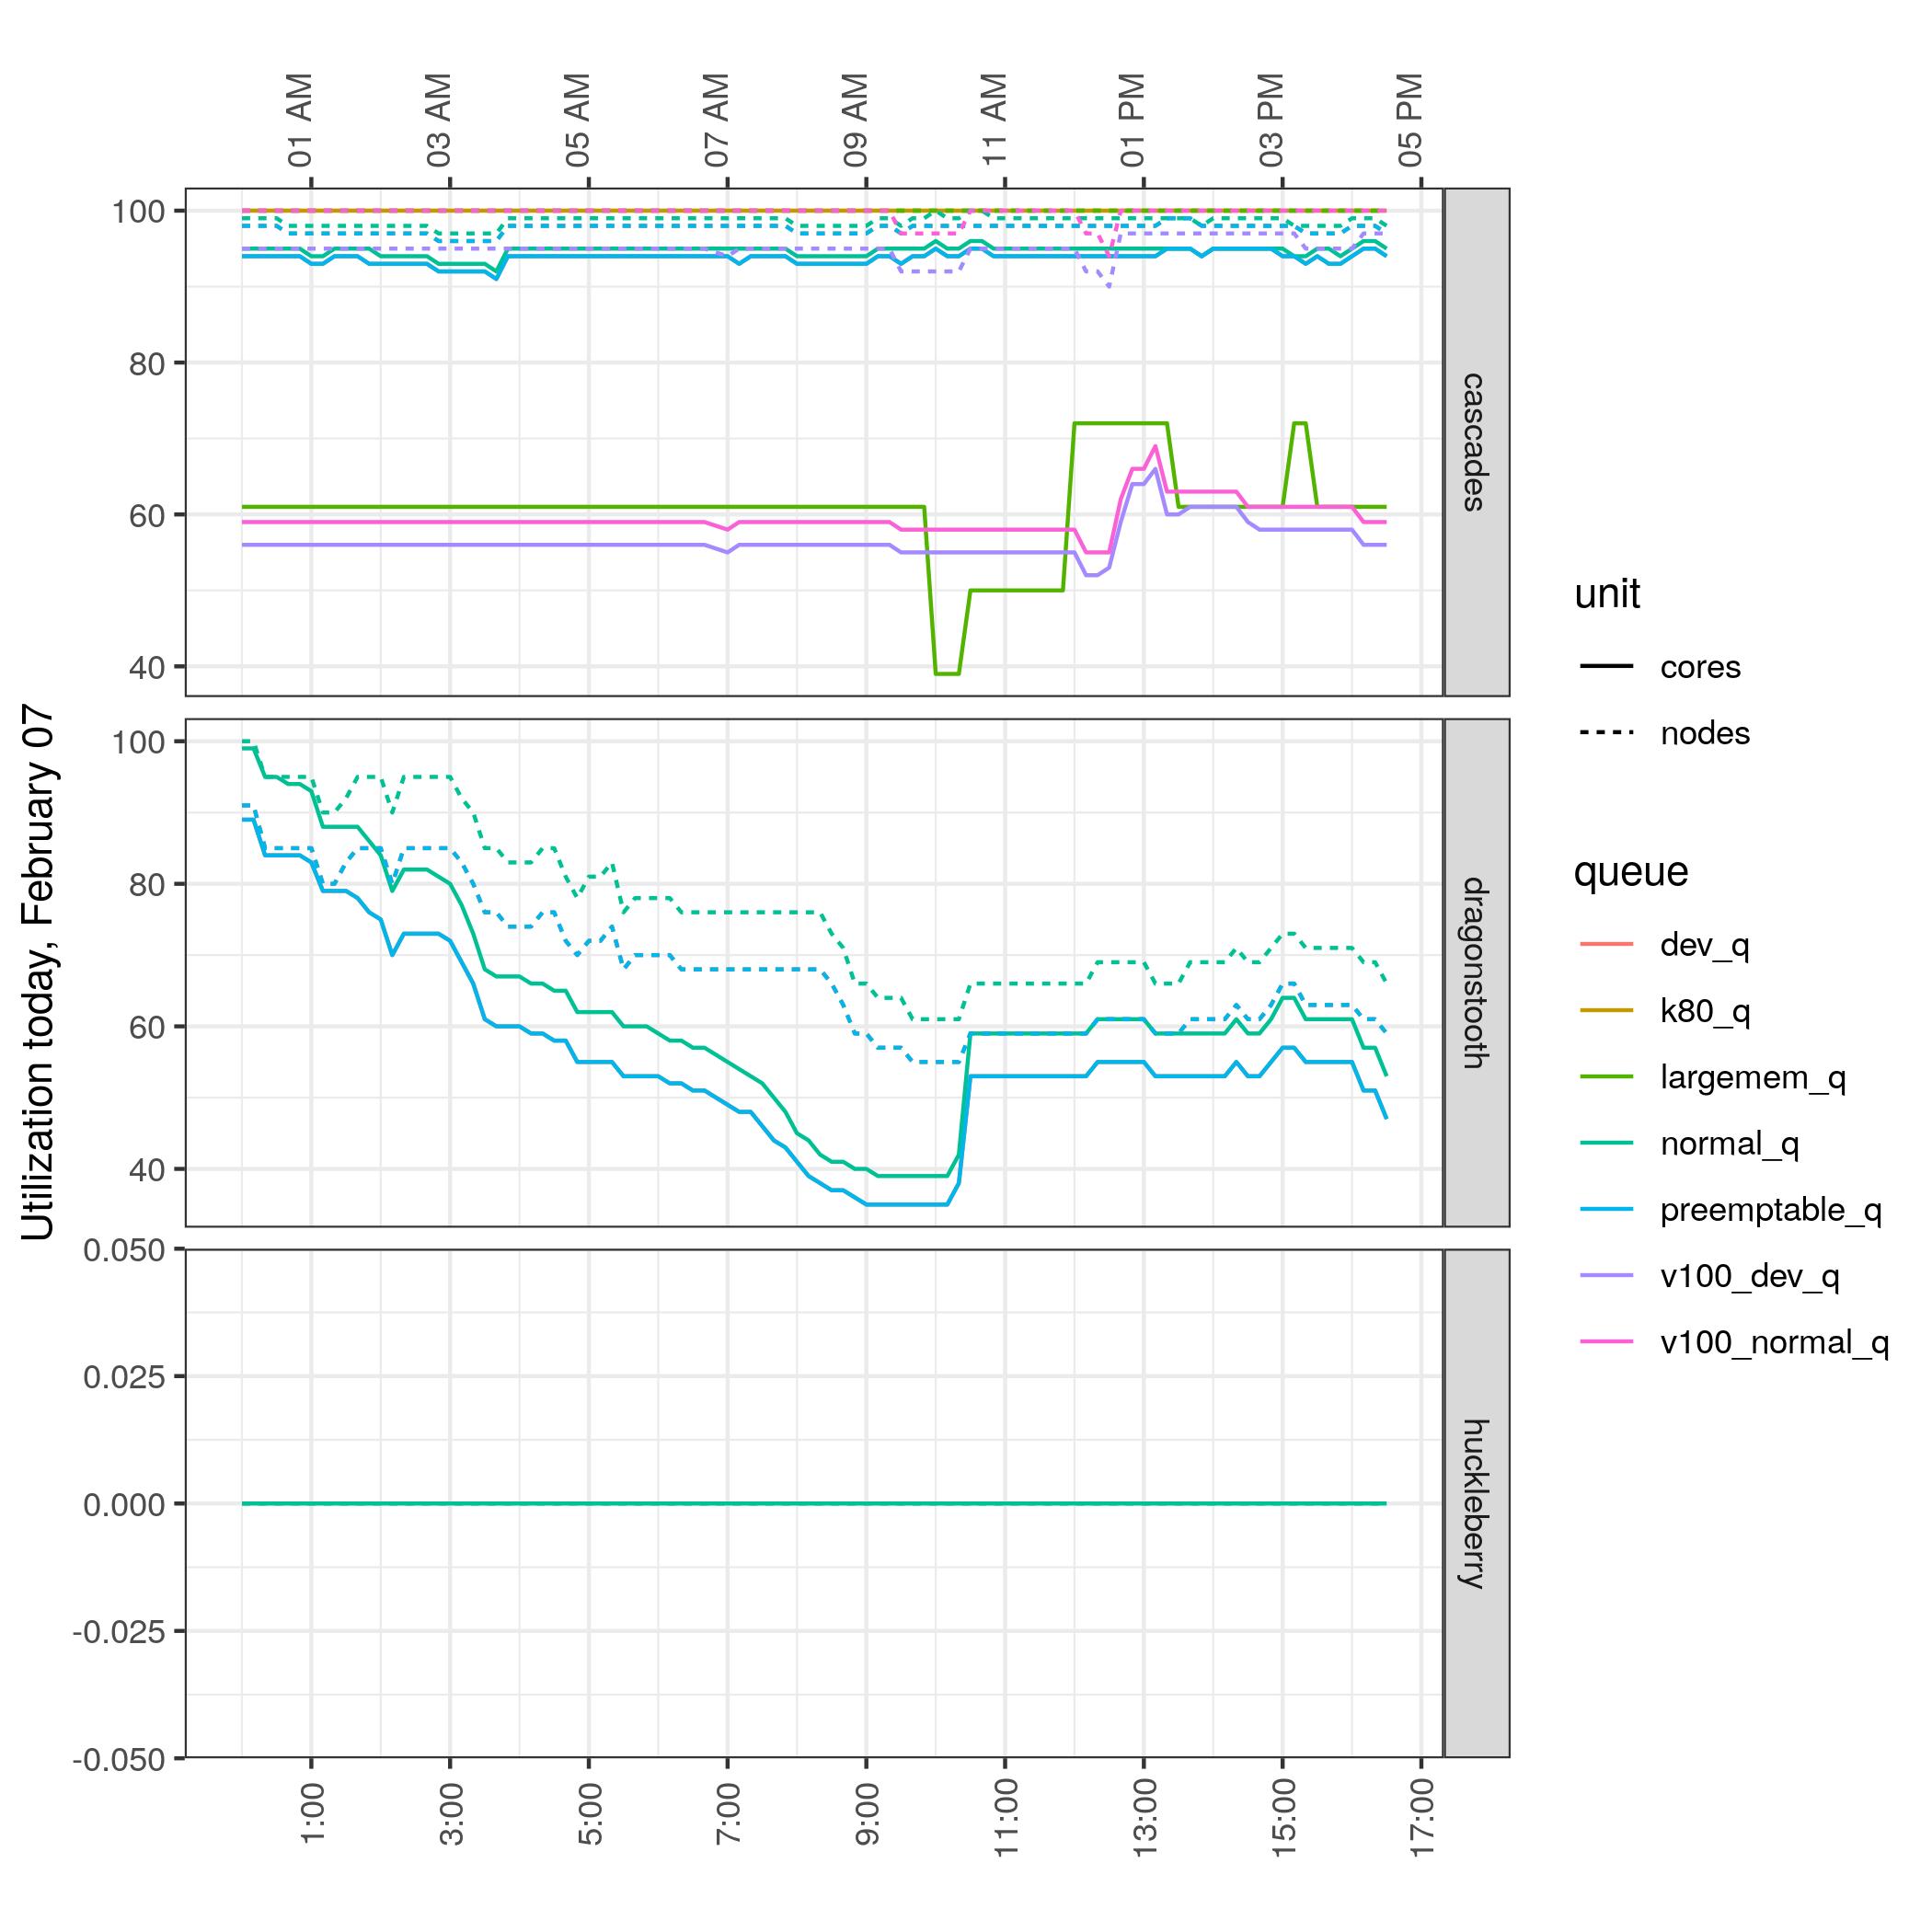 01 AM
03 AM
05 AM
07 AM
09 AM
11 AM
01 PM
03 PM
05 PM
Utilization today, February 07
100
80
60
40
cascades
100
80
60
40
dragonstooth
0.050
0.025
0.000
-0.025
-0.050
huckleberry
1:00
3:00
5:00
7:00
9:00
11:00
13:00
15:00
17:00
unit
cores
nodes
queue
dev_q
k80_q
largemem_q
normal_q
preemptable_q
v100_dev_q
v100_normal_q